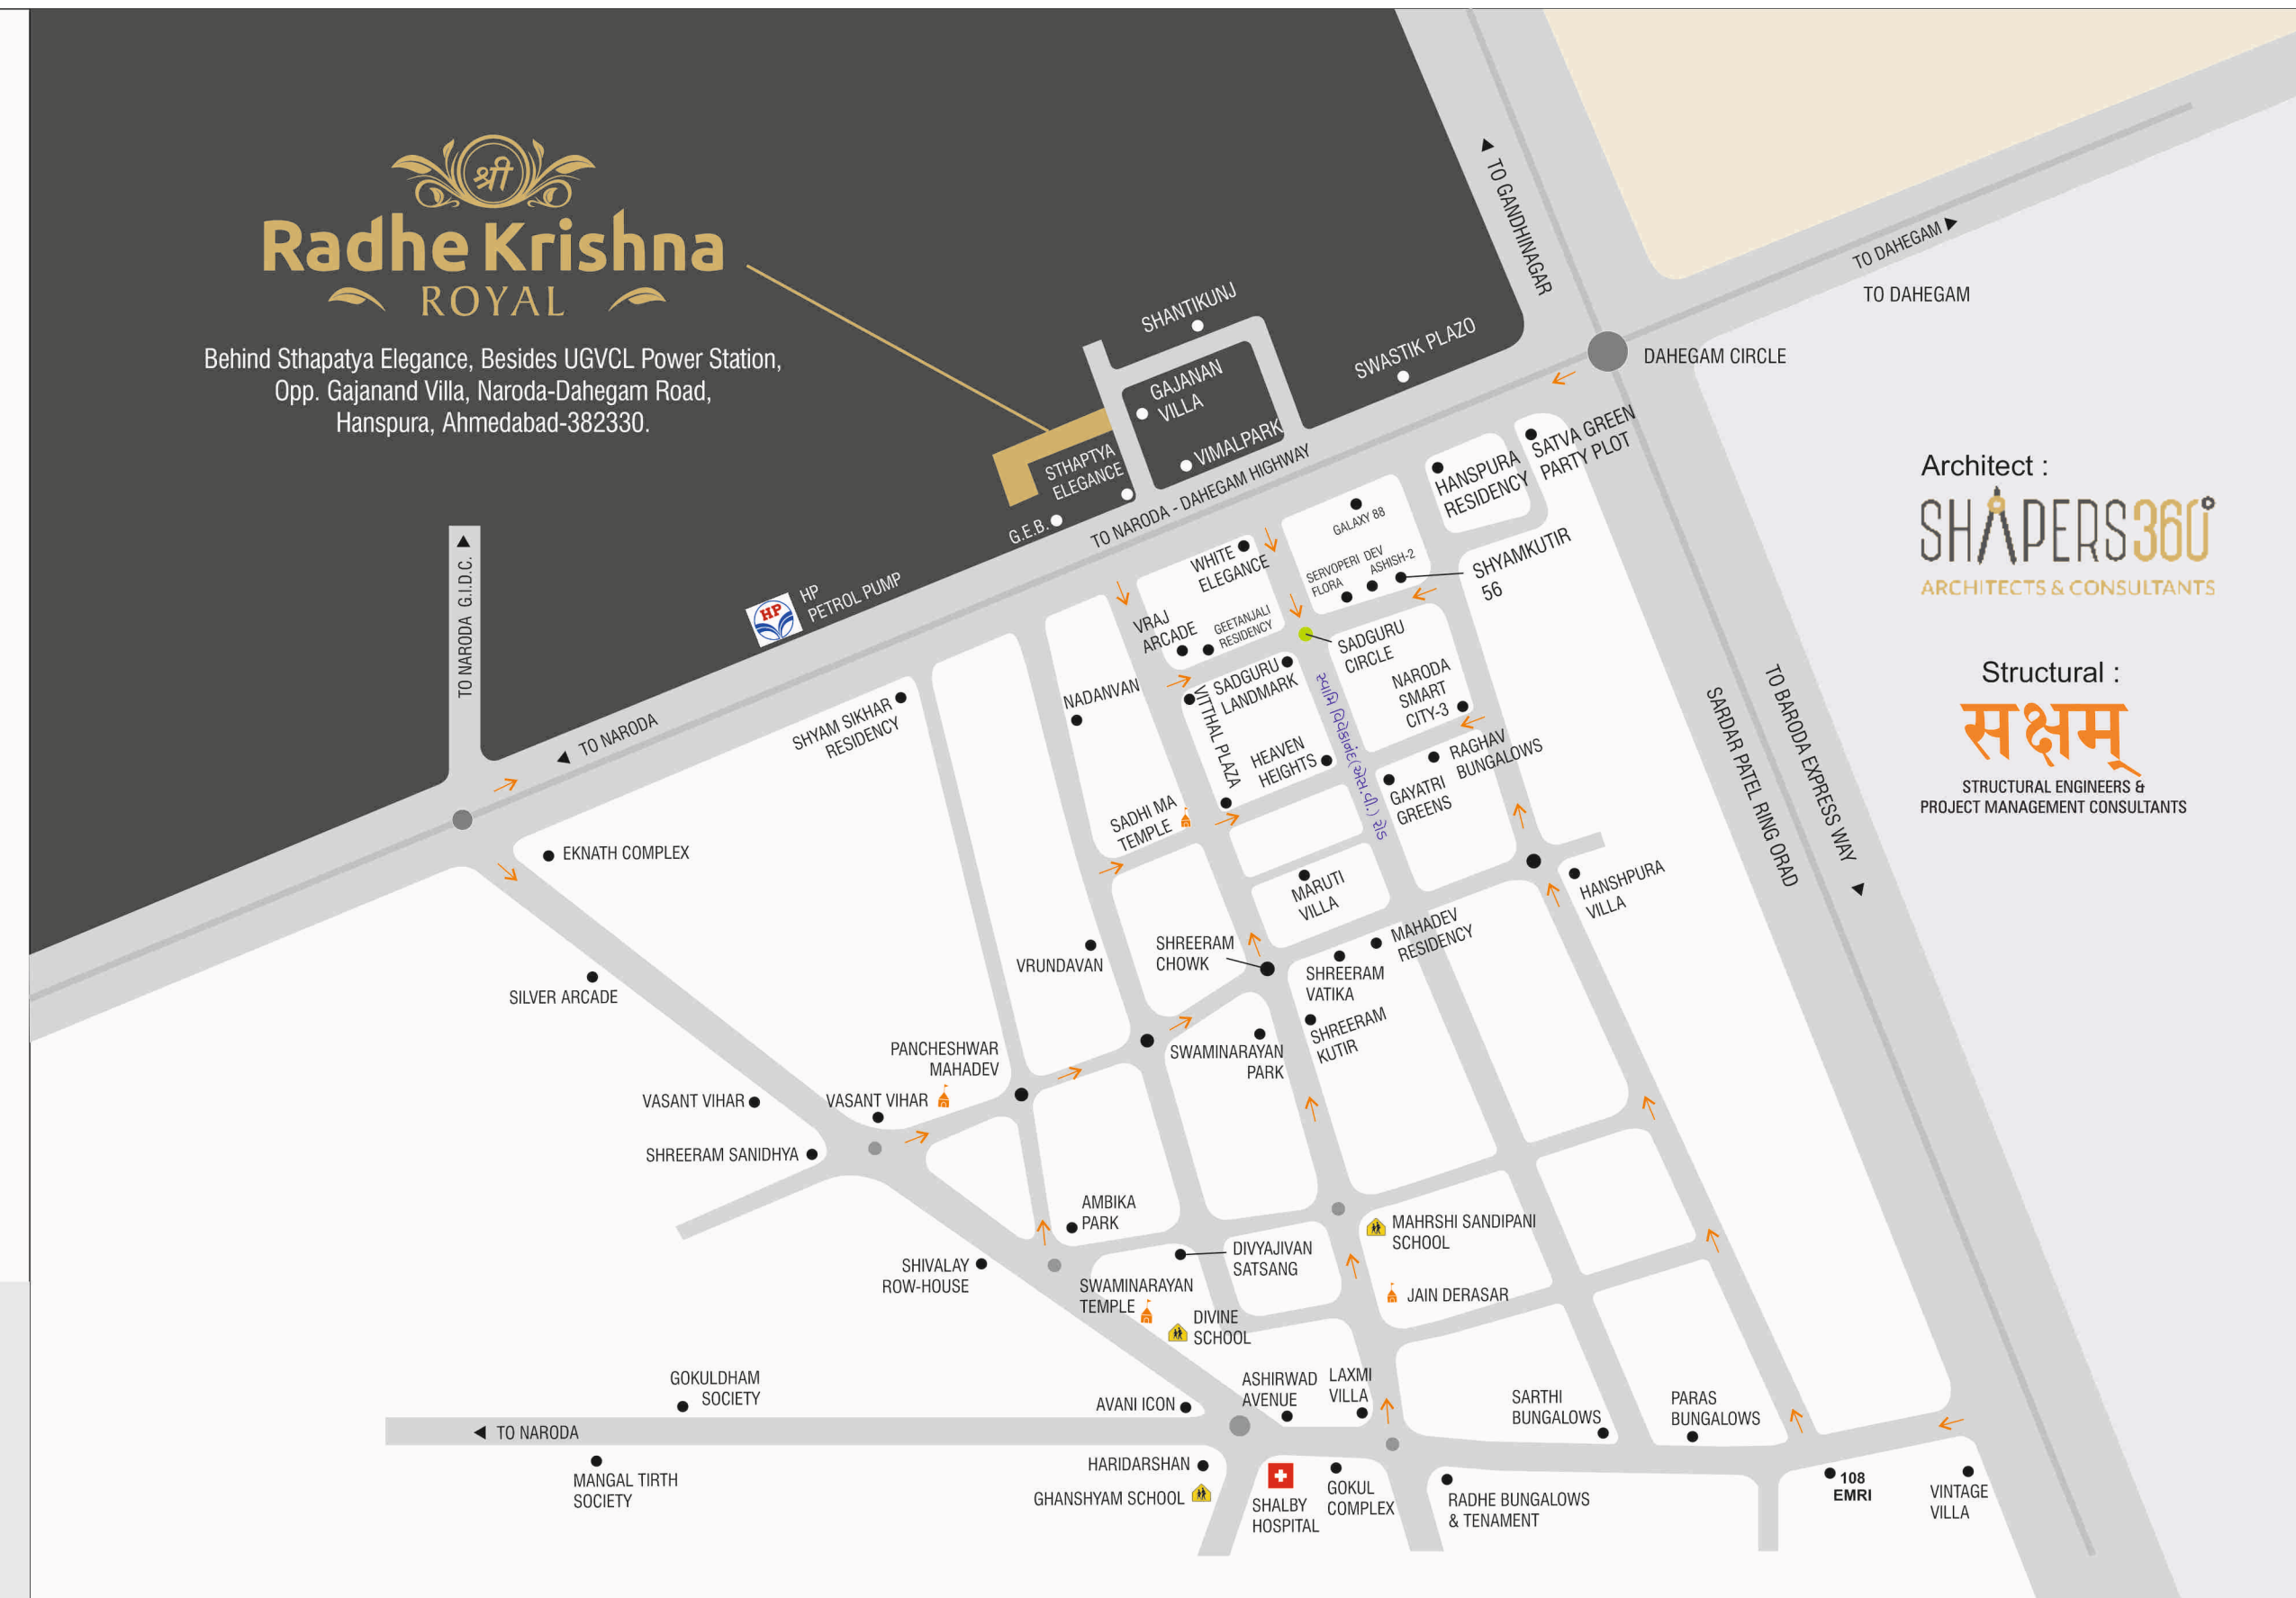 श्री
Radhe Krishna
ROYAL
Behind Sthapatya Elegance, Besides UGVCL Power Station,
Opp. Gajanand Villa, Naroda-Dahegam Road,
Hanspura, Ahmedabad-382330.
TO GANDHINAGAR
TO DAHEGAM
TO DAHEGAM
DAHEGAM CIRCLE
SHANTIKUNJ
GAJANAN
VILLA
VIMALPARK
SWASTIK PLAZO
STHAPTYA
ELEGANCE
G.E.B.
TO NARODA - DAHEGAM HIGHWAY
HP
HP
PETROL PUMP
TO NARODA G.I.D.C.
TO NARODA
SATVA GREEN
PARTY PLOT
HANSPURA
RESIDENCY
GALAXY 88
SERVOPERI
FLORA
DEV
ASHISH-2
SHYAMKUTIR
56
WHITE
ELEGANCE
VRAJ
ARCADE
GEETANJALI
RESIDENCY
SADGURU
CIRCLE
SADGURU
LANDMARK
NARODA
SMART
CITY-3
NADANVAN
VITTHAL PLAZA
HEAVEN
HEIGHTS
RAGHAV
BUNGALOWS
GAYATRI
GREENS
SHYAM SIKHAR
RESIDENCY
SADHI MA
TEMPLE
EKNATH COMPLEX
MARUTI
VILLA
HANSHPURA
VILLA
SARDAR PATEL RING ORAD
TO BARODA EXPRESS WAY
MAHADEV
RESIDENCY
SHREERAM
CHOWK
VRUNDAVAN
SHREERAM
VATIKA
SHREERAM
KUTIR
SWAMINARAYAN
PARK
SILVER ARCADE
PANCHESHWAR
MAHADEV
VASANT VIHAR
VASANT VIHAR
SHREERAM SANIDHYA
AMBIKA
PARK
SHIVALAY
ROW-HOUSE
DIVYAJIVAN
SATSANG
SWAMINARAYAN
TEMPLE
DIVINE
SCHOOL
MAHRSHI SANDIPANI
SCHOOL
JAIN DERASAR
GOKULDHAM
SOCIETY
TO NARODA
MANGAL TIRTH
SOCIETY
AVANI ICON
ASHIRWAD
AVENUE
LAXMI
VILLA
SARTHI
BUNGALOWS
PARAS
BUNGALOWS
HARIDARSHAN
GHANSHYAM SCHOOL
SHALBY
HOSPITAL
GOKUL
COMPLEX
RADHE BUNGALOWS
& TENAMENT
108
EMRI
VINTAGE
VILLA
Architect :
SHAPERS360°
ARCHITECTS & CONSULTANTS
Structural :
सक्षम्
STRUCTURAL ENGINEERS &
PROJECT MANAGEMENT CONSULTANTS